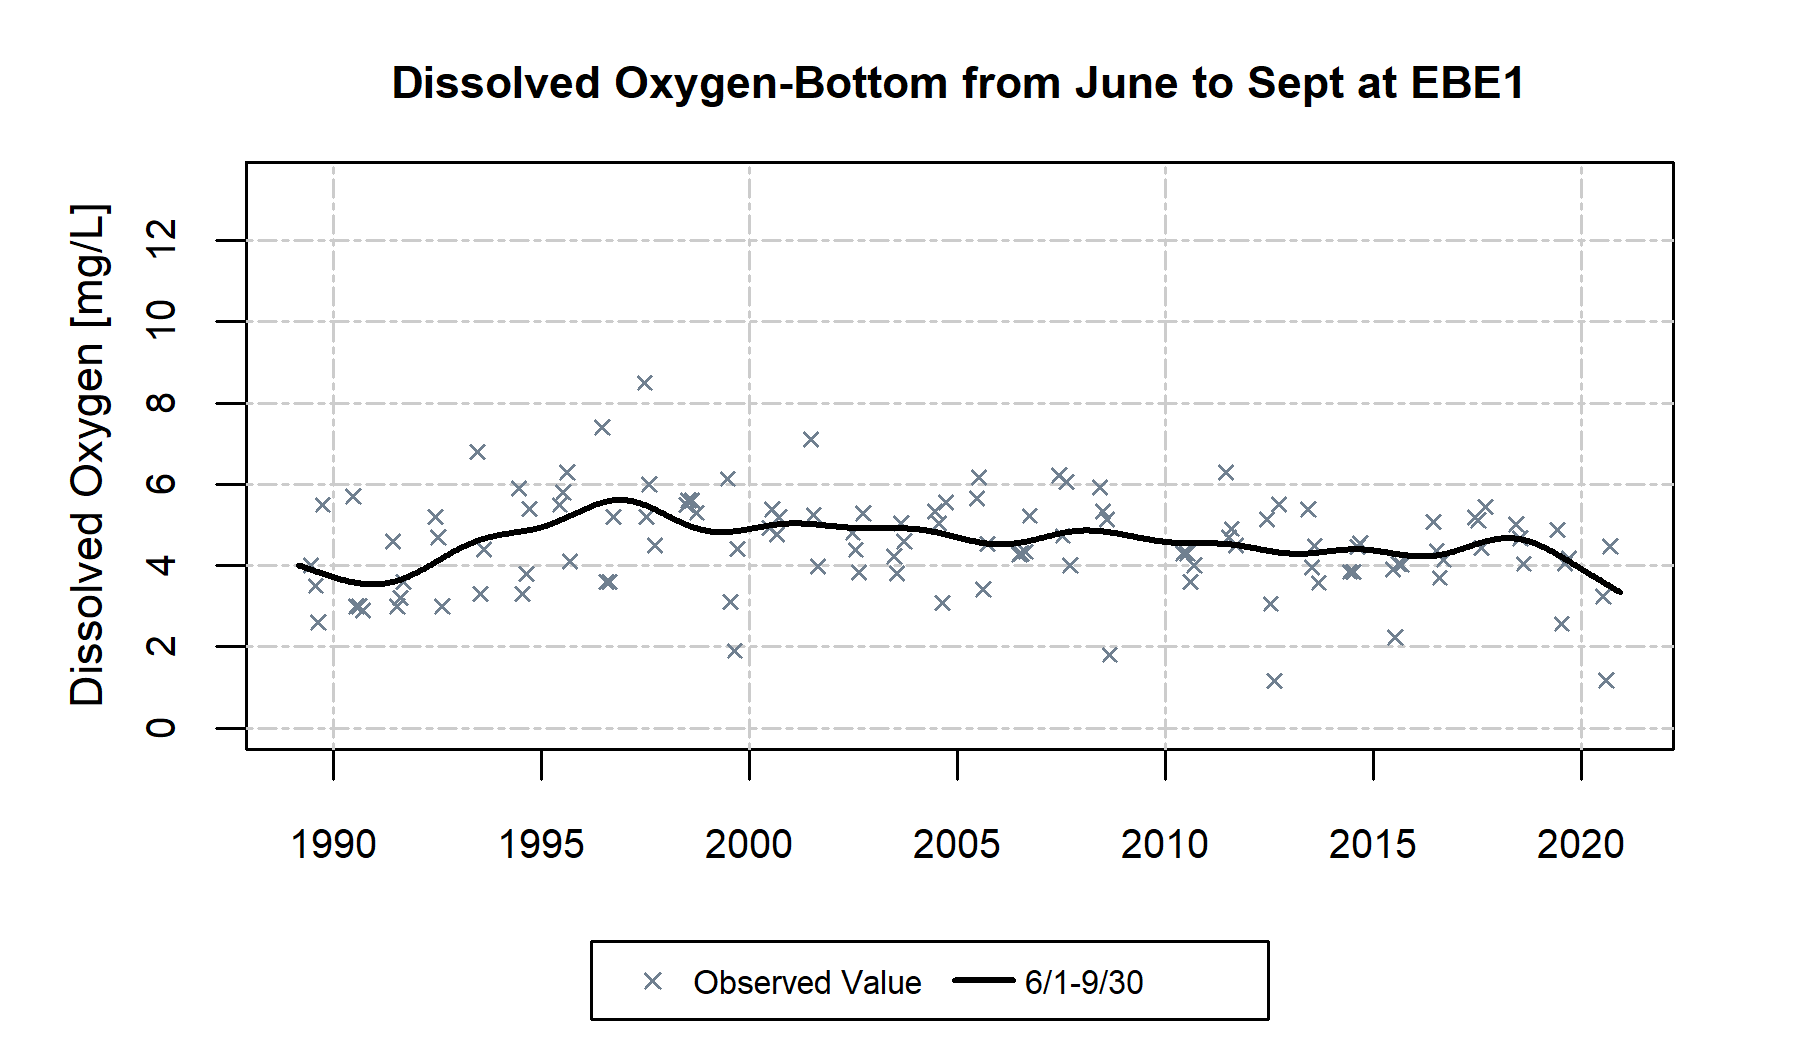 Dissolved Oxygen-Bottom from June to Sept at EBE1
Dissolved Oxygen [mg/L]
12
10
8
6
4
2
0
1990 1995 2000 2005 2010 2015 2020
Observed Value 6/1-9/30